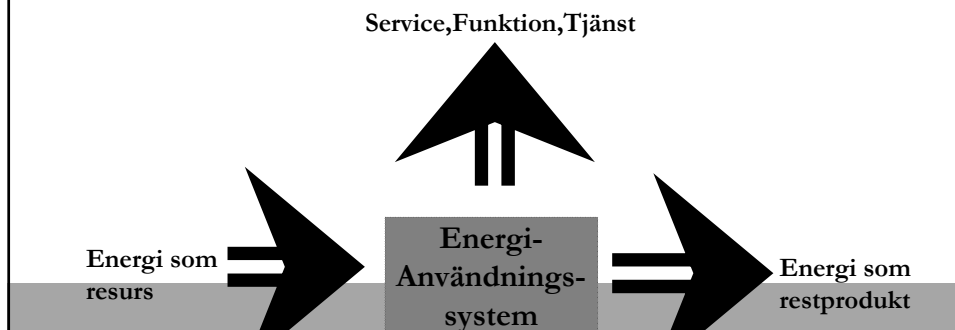 Service,Funktion,Tjänst
Energi som
resurs
Energi-
Användnings-
system
Energi som
restprodukt